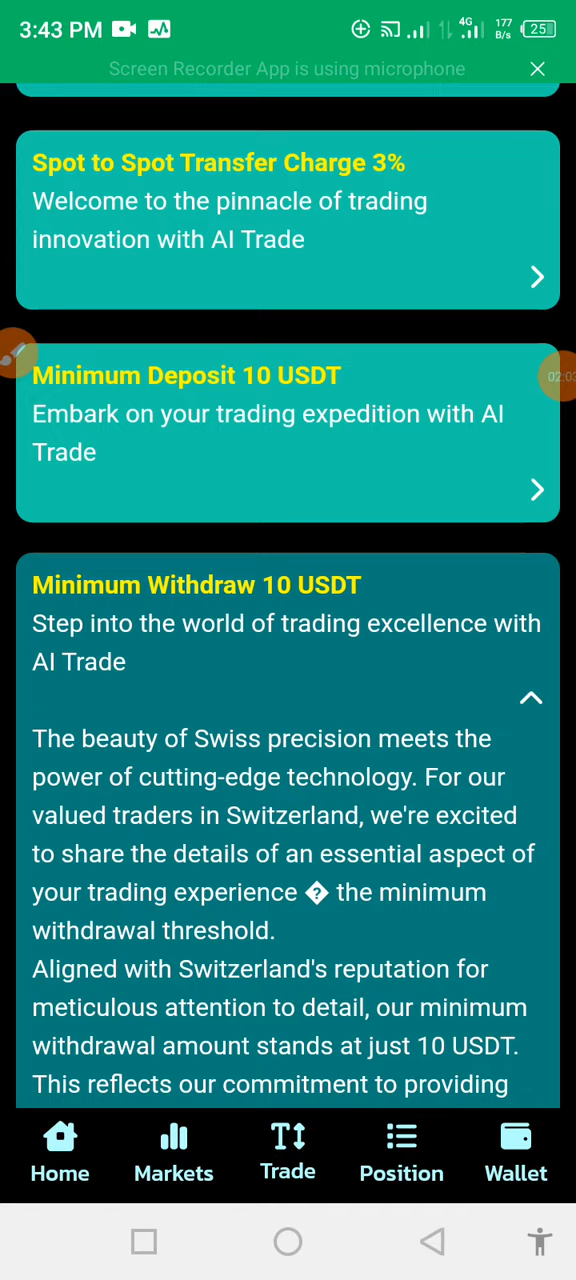 3:43 PM
4G
177
B/s
25
Screen Recorder App is using microphone
Spot to Spot Transfer Charge 3%
Welcome to the pinnacle of trading
innovation with AI Trade
Minimum Deposit 10 USDT
02:03
Embark on your trading expedition with AI
Trade
Minimum Withdraw 10 USDT
Step into the world of trading excellence with
AI Trade
The beauty of Swiss precision meets the
power of cutting-edge technology. For our
valued traders in Switzerland, we're excited
to share the details of an essential aspect of
your trading experience � the minimum
withdrawal threshold.
Aligned with Switzerland's reputation for
meticulous attention to detail, our minimum
withdrawal amount stands at just 10 USDT.
This reflects our commitment to providing
Home
Markets
Trade
Position
Wallet